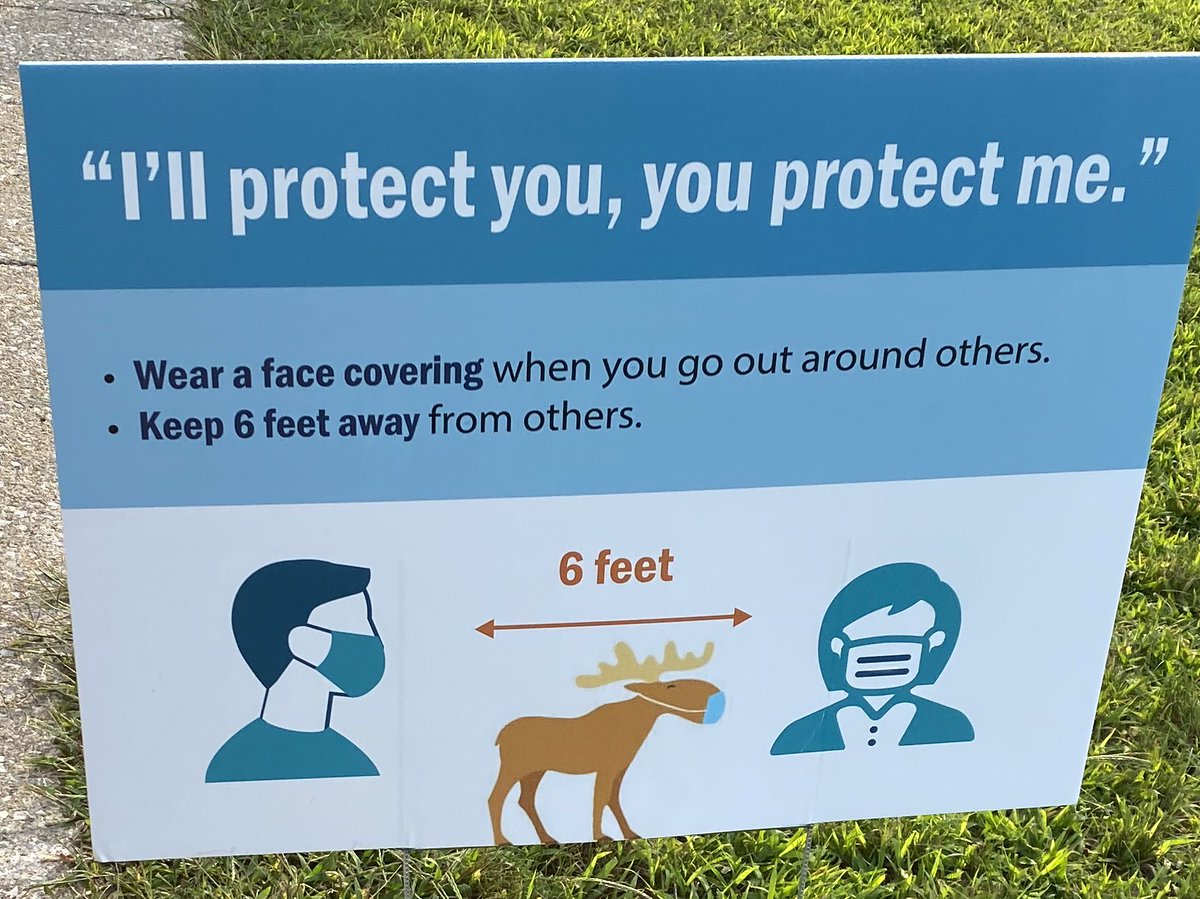 “I’ll protect you, you protect me.”
• Wear a face covering when you go out around others.
• Keep 6 feet away from others.
6 feet